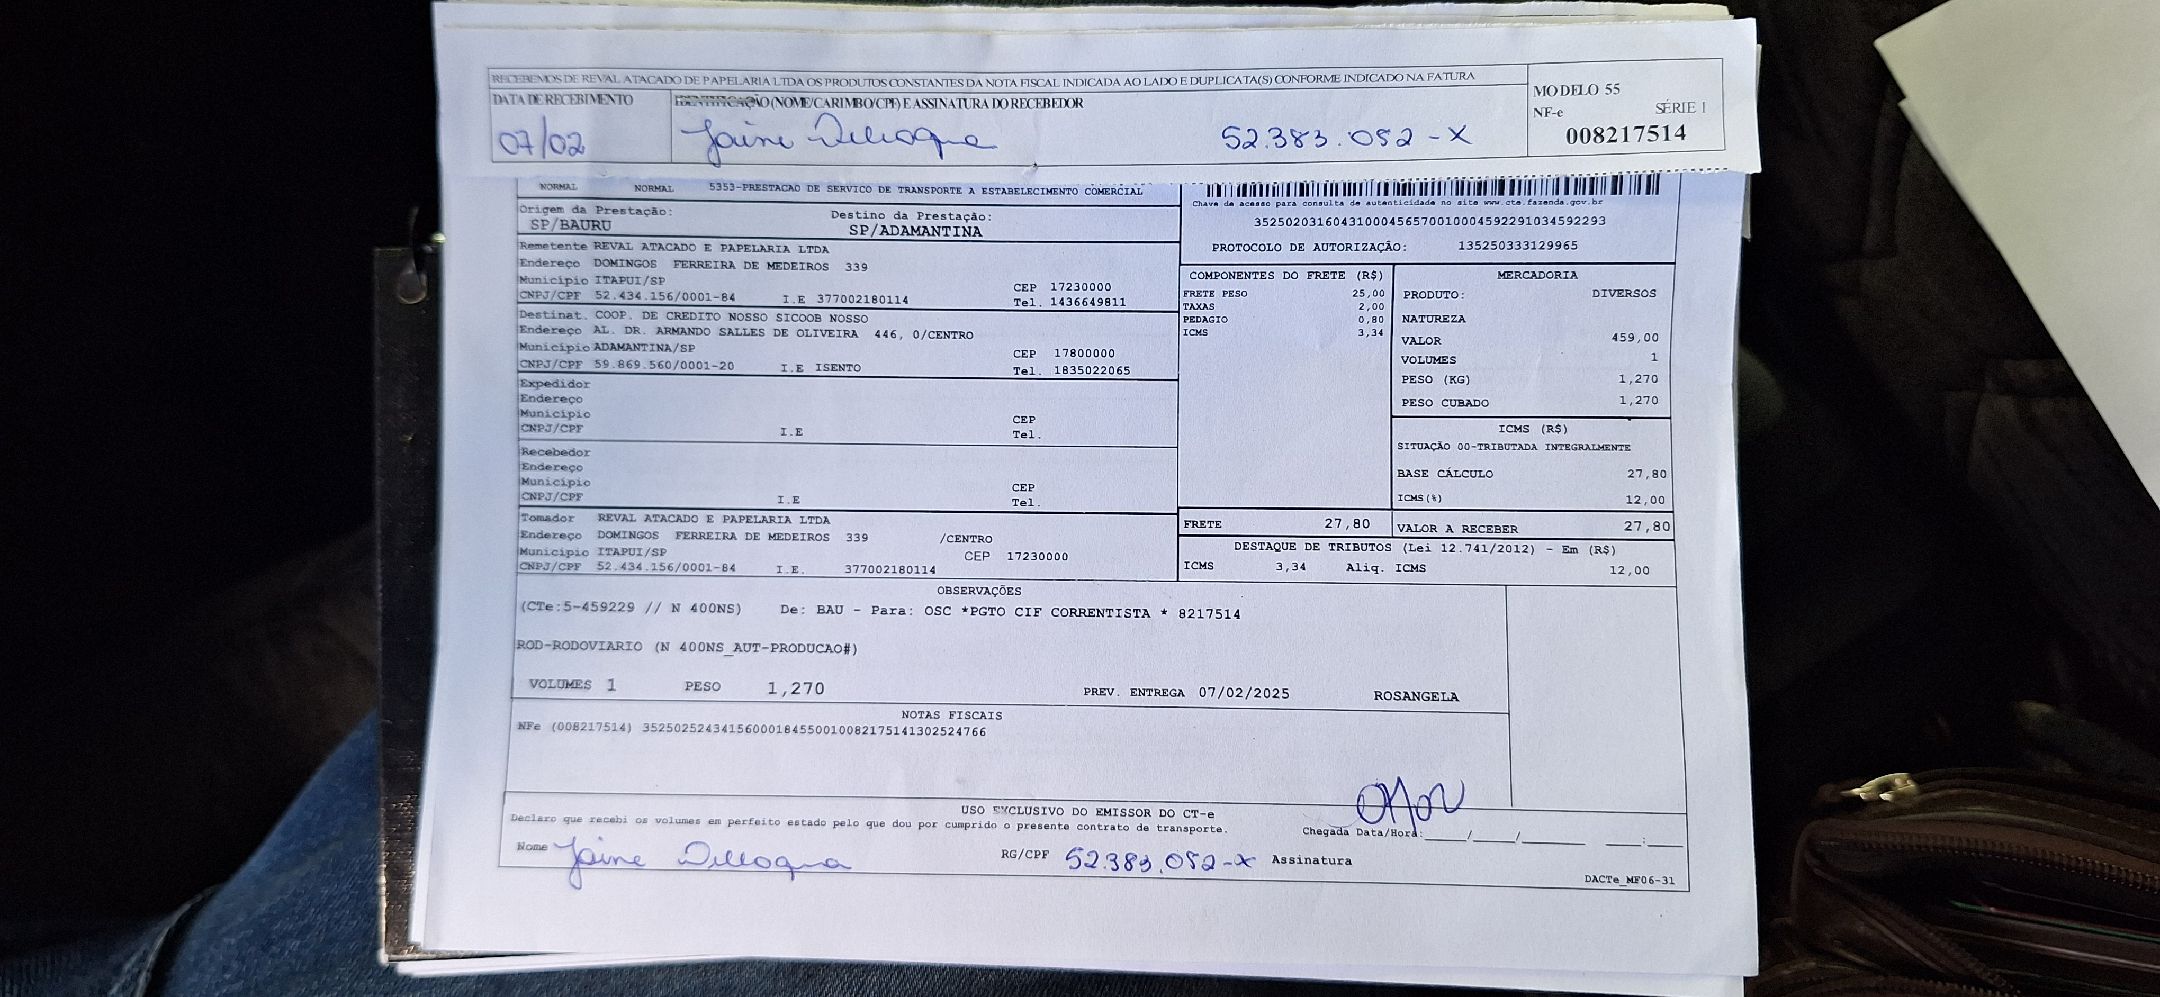 RECEBEMOS DE REVAL ATACADO DE PAPELARIA LTDA OS PRODUTOS CONSTANTES DA NOTA FISCAL INDICADA AO LADO E DUPLICATA(S) CONFORME INDICADO NA FATURA
DATA DE RECEBIMENTO
07/02
IDENTIFICAÇÃO (NOME/CARIMBO/CPF) E ASSINATURA DO RECEBEDOR
Jaine 52.383.052-X
MODELO 55
NF-e SÉRIE 1
008217514
NORMAL NORMAL 5353-PRESTACAO DE SERVICO DE TRANSPORTE A ESTABELECIMENTO COMERCIAL
Origem da Prestação: Destino da Prestação:
SP/BAURU SP/ADAMANTINA
Chave de acesso para consulta de autenticidade no site www.cte.fazenda.gov.br
35250203160431000456570010004592291034592293
PROTOCOLO DE AUTORIZAÇÃO: 135250333129965
Remetente REVAL ATACADO E PAPELARIA LTDA
Endereço DOMINGOS FERREIRA DE MEDEIROS 339
Município ITAPUI/SP CEP 17230000
CNPJ/CPF 52.434.156/0001-84 I.E 377002180114 Tel. 1436649811
Destinat. COOP. DE CREDITO NOSSO SICOOB NOSSO
Endereço AL. DR. ARMANDO SALLES DE OLIVEIRA 446, 0/CENTRO
Município ADAMANTINA/SP CEP 17800000
CNPJ/CPF 59.869.560/0001-20 I.E ISENTO Tel. 1835022065
Expedidor
Endereço
Município CEP
CNPJ/CPF I.E Tel.
Recebedor
Endereço
Município CEP
CNPJ/CPF I.E Tel.
Tomador REVAL ATACADO E PAPELARIA LTDA
Endereço DOMINGOS FERREIRA DE MEDEIROS 339 /CENTRO
Município ITAPUI/SP CEP 17230000
CNPJ/CPF 52.434.156/0001-84 I.E. 377002180114
COMPONENTES DO FRETE (R$)
FRETE PESO 25,00
TAXAS 2,00
PEDAGIO 0,80
ICMS 3,34
MERCADORIA
PRODUTO: DIVERSOS
NATUREZA
VALOR 459,00
VOLUMES 1
PESO (KG) 1,270
PESO CUBADO 1,270
ICMS (R$)
SITUAÇÃO 00-TRIBUTADA INTEGRALMENTE
BASE CÁLCULO 27,80
ICMS(%) 12,00
FRETE 27,80 VALOR A RECEBER 27,80
DESTAQUE DE TRIBUTOS (Lei 12.741/2012) - Em (R$)
ICMS 3,34 Aliq. ICMS 12,00
OBSERVAÇÕES
(CTe:5-459229 // N 400NS) De: BAU - Para: OSC *PGTO CIF CORRENTISTA * 8217514
ROD-RODOVIARIO (N 400NS_AUT-PRODUCAO#)
VOLUMES 1 PESO 1,270 PREV. ENTREGA 07/02/2025 ROSANGELA
NOTAS FISCAIS
NFe (008217514) 35250252434156000184550010082175141302524766
USO EXCLUSIVO DO EMISSOR DO CT-e
Declaro que recebi os volumes em perfeito estado pelo que dou por cumprido o presente contrato de transporte.
Chegada Data/Hora:____/____/______ ___:___
Nome Jaine RG/CPF 52.383.052-X Assinatura
DACTe_MF06-31